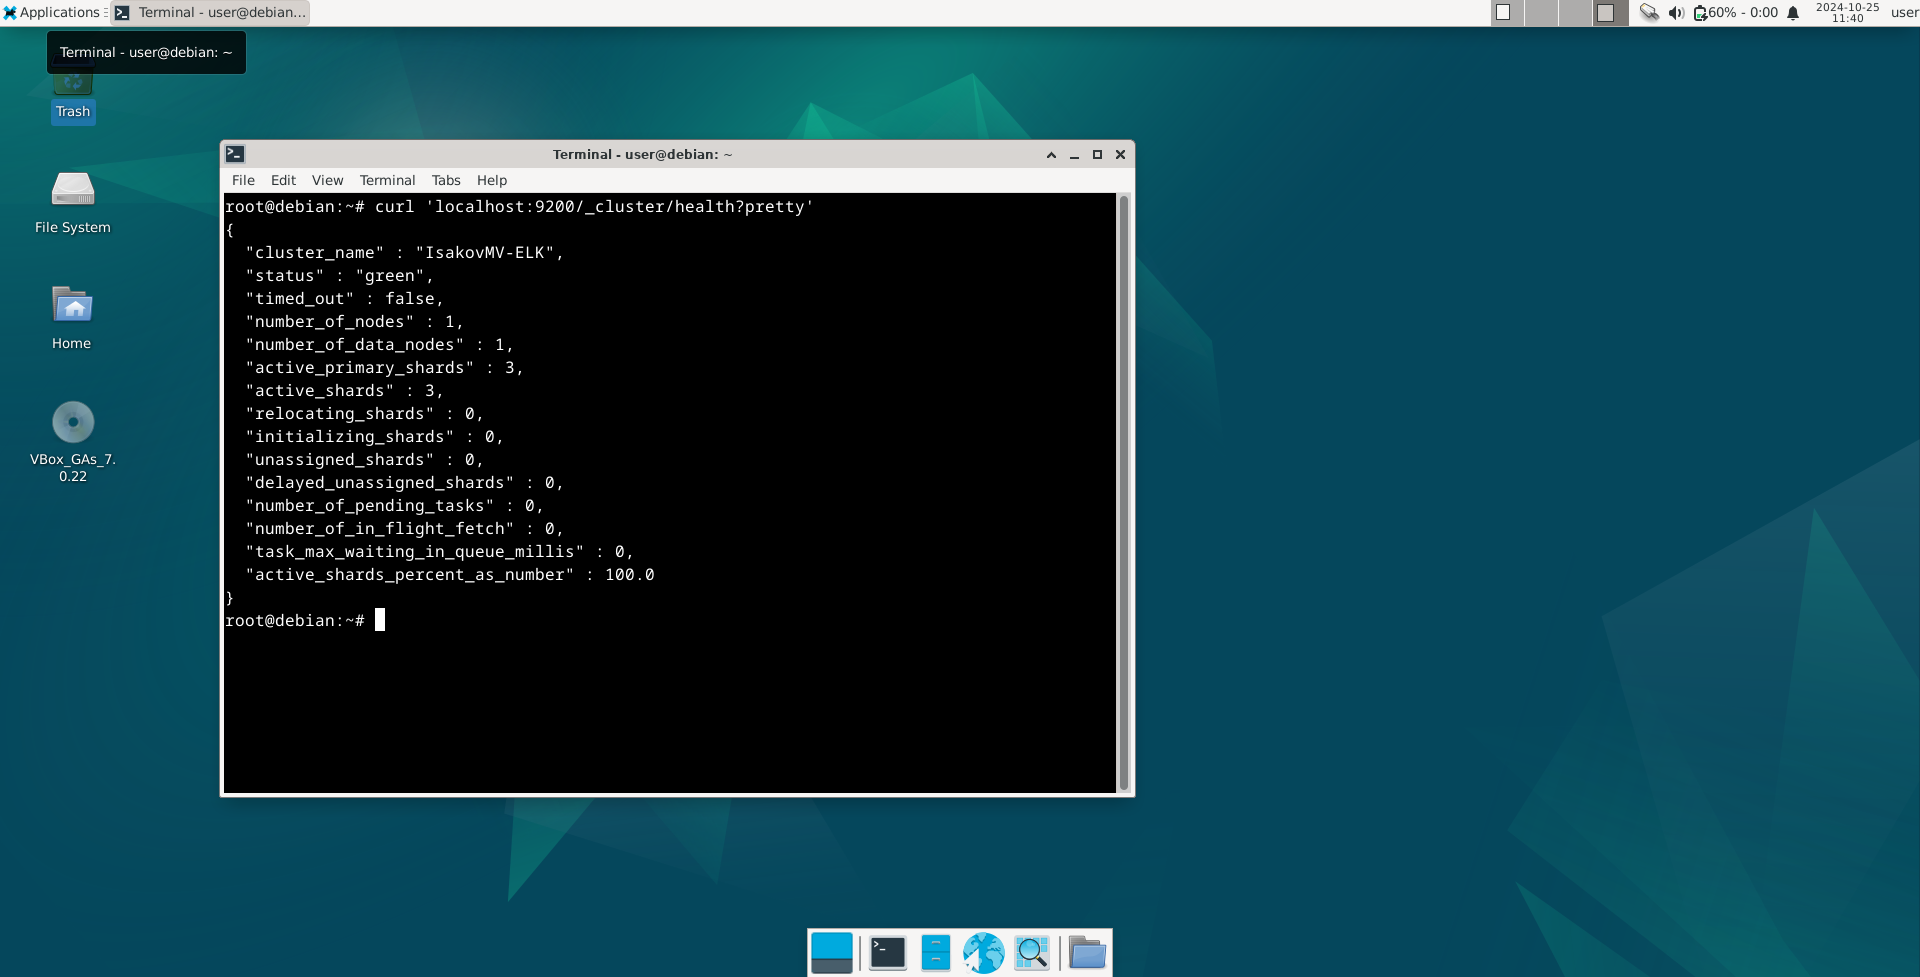 Applications
Terminal - user@debian...
60% - 0:00
2024-10-25
11:40
user
Terminal - user@debian: ~
Trash
File System
Home
VBox_GAs_7.
0.22
Terminal - user@debian: ~
File Edit View Terminal Tabs Help
root@debian:~# curl 'localhost:9200/_cluster/health?pretty'
{
  "cluster_name" : "IsakovMV-ELK",
  "status" : "green",
  "timed_out" : false,
  "number_of_nodes" : 1,
  "number_of_data_nodes" : 1,
  "active_primary_shards" : 3,
  "active_shards" : 3,
  "relocating_shards" : 0,
  "initializing_shards" : 0,
  "unassigned_shards" : 0,
  "delayed_unassigned_shards" : 0,
  "number_of_pending_tasks" : 0,
  "number_of_in_flight_fetch" : 0,
  "task_max_waiting_in_queue_millis" : 0,
  "active_shards_percent_as_number" : 100.0
}
root@debian:~#